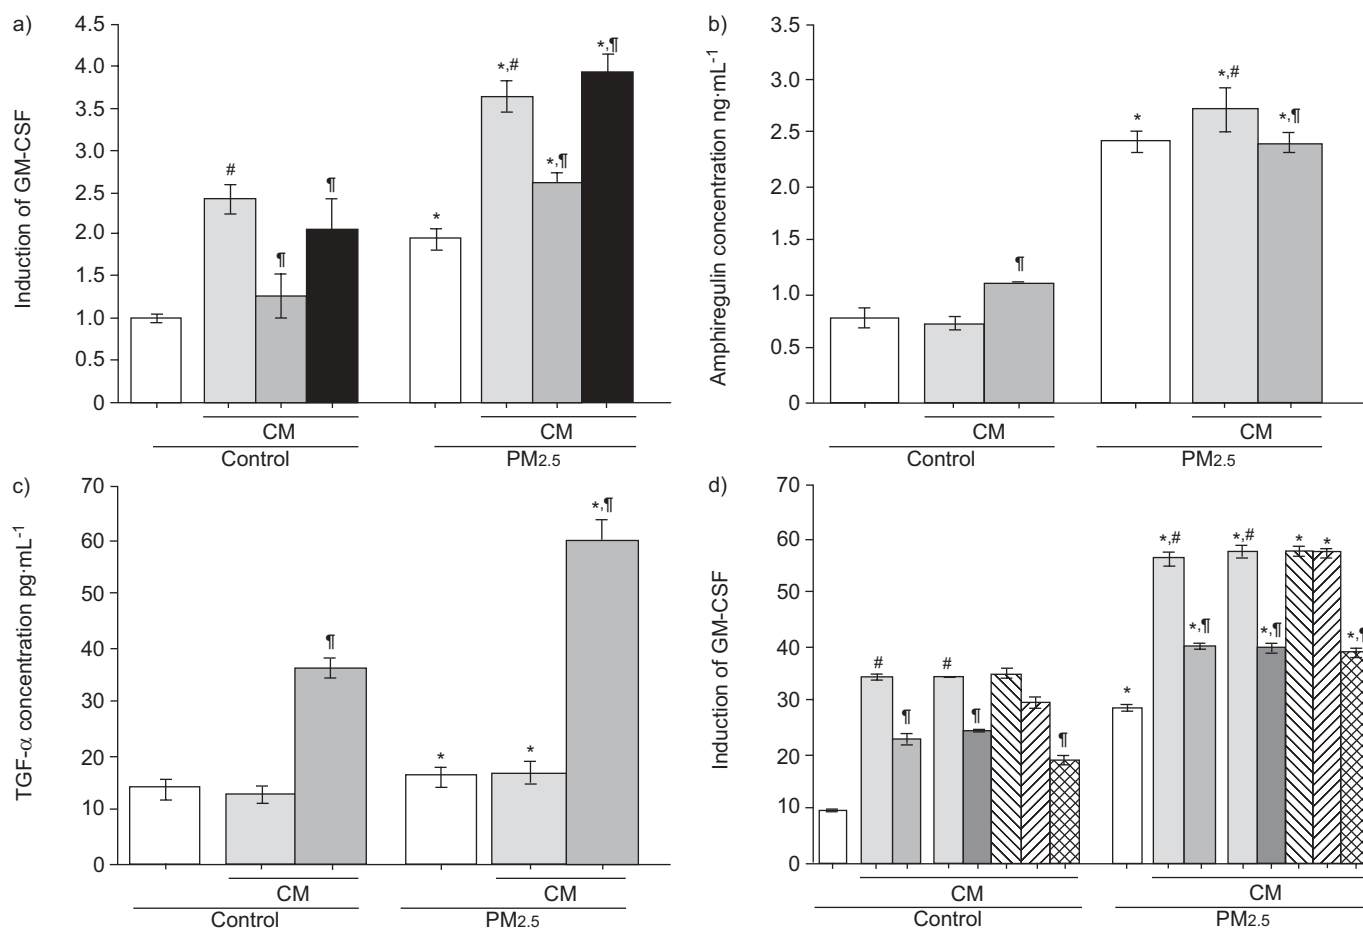 a)
Induction of GM-CSF
4.5
4.0
3.5
3.0
2.5
2.0
1.5
1.0
0.5
0
#
¶
¶
*
*,#
*,¶
*,¶
CM
CM
Control
PM2.5
b)
Amphiregulin concentration ng·mL-1
3.5
3.0
2.5
2.0
1.5
1.0
0.5
0
¶
*
*,#
*,¶
CM
CM
Control
PM2.5
c)
TGF-α concentration pg·mL-1
70
60
50
40
30
20
10
0
¶
*
*
*,¶
CM
CM
Control
PM2.5
d)
Induction of GM-CSF
70
60
50
40
30
20
10
0
#
¶
#
¶
¶
*
*,#
*,¶
*,#
*,¶
*
*
*,¶
CM
CM
Control
PM2.5